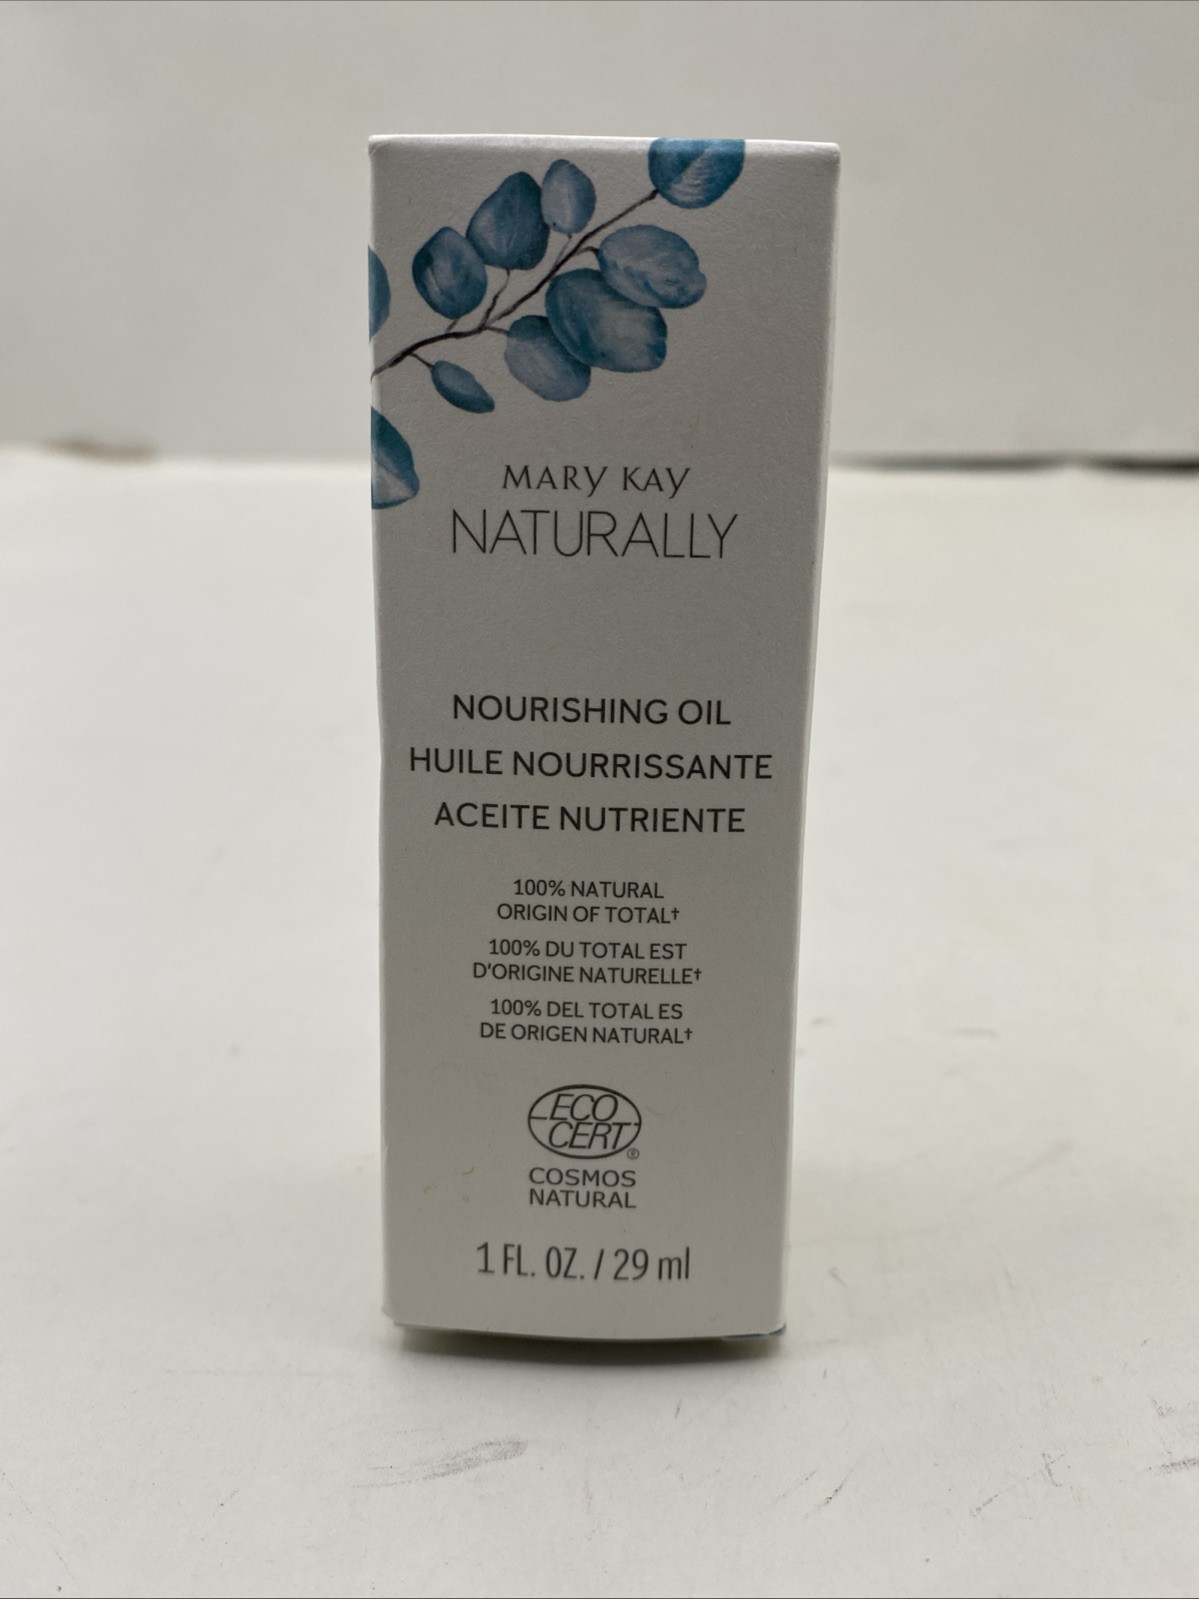 MARY KAY
NATURALLY
NOURISHING OIL
HUILE NOURRISSANTE
ACEITE NUTRIENTE
100% NATURAL
ORIGIN OF TOTAL†
100% DU TOTAL EST
D'ORIGINE NATURELLE†
100% DEL TOTAL ES
DE ORIGEN NATURAL†
ECO
CERT®
COSMOS
NATURAL
1 FL. OZ. / 29 ml